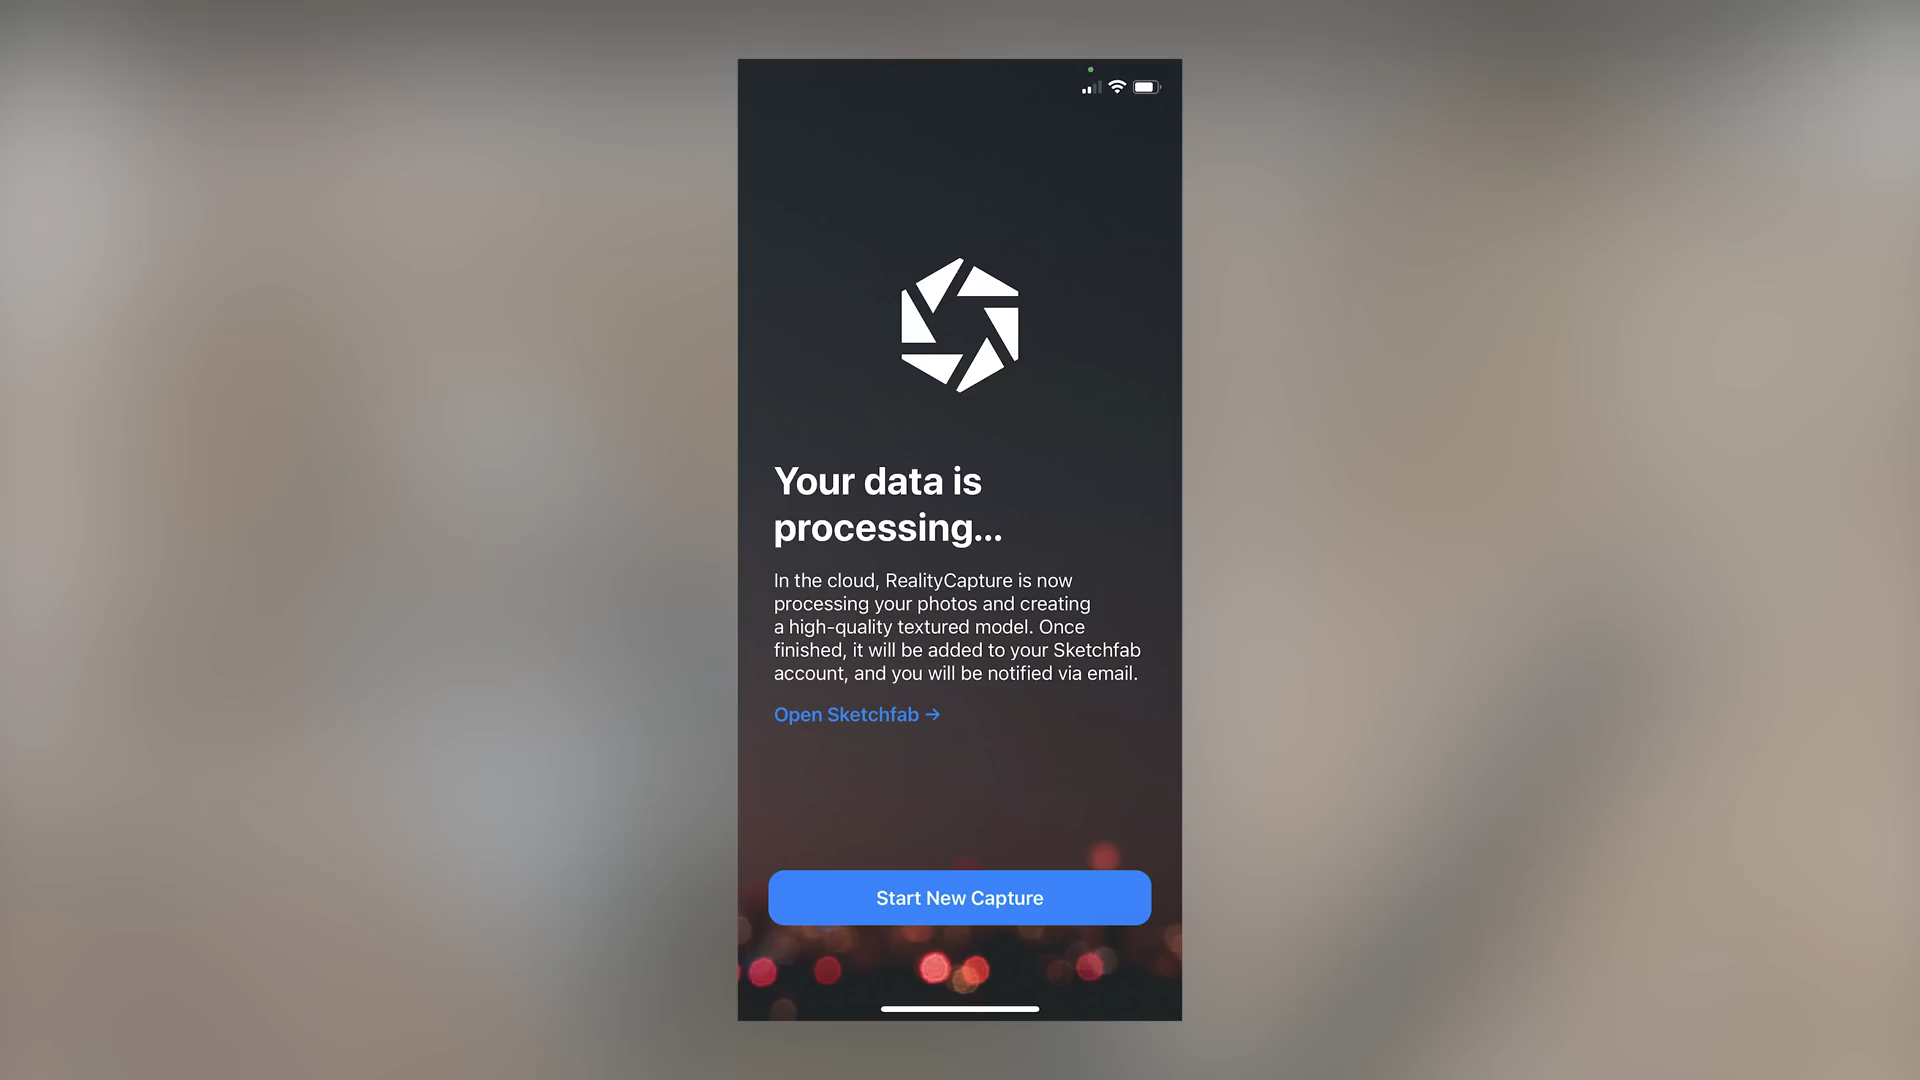 Your data is
processing...
In the cloud, RealityCapture is now
processing your photos and creating
a high-quality textured model. Once
finished, it will be added to your Sketchfab
account, and you will be notified via email.
Open Sketchfab →
Start New Capture